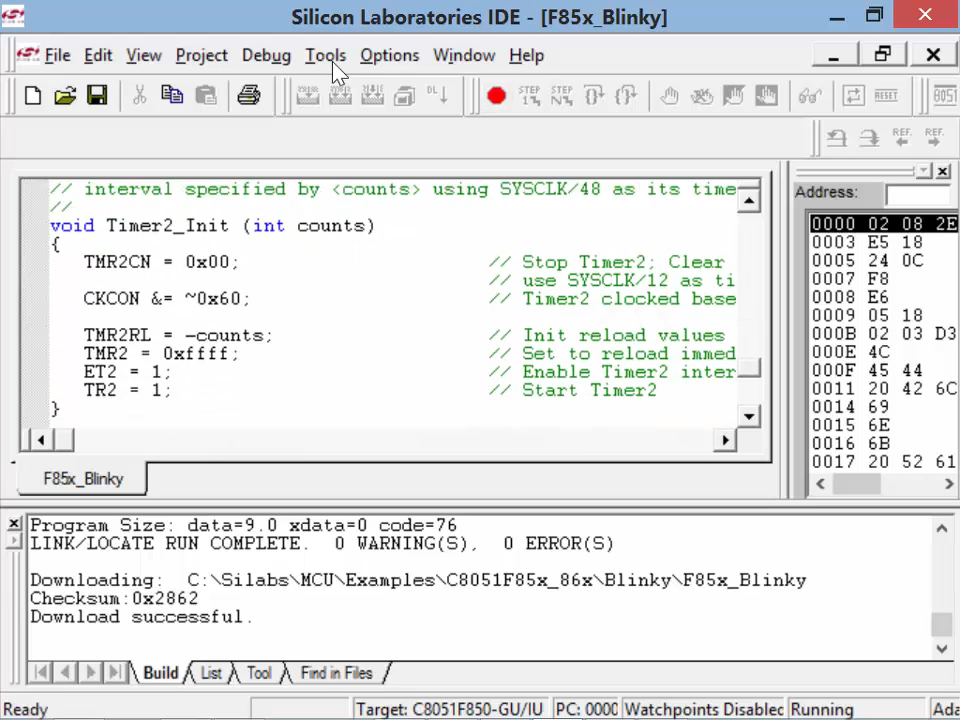 Silicon Laboratories IDE - [F85x_Blinky]
File Edit View Project Debug Tools Options Window Help
DL STEP 1 STEP N RESET 8051
REF. REF.
// interval specified by <counts> using SYSCLK/48 as its time
//
void Timer2_Init (int counts)
{
TMR2CN = 0x00; // Stop Timer2; Clear
// use SYSCLK/12 as ti
CKCON &= ~0x60; // Timer2 clocked base
TMR2RL = -counts; // Init reload values
TMR2 = 0xffff; // Set to reload immed
ET2 = 1; // Enable Timer2 inter
TR2 = 1; // Start Timer2
}
F85x_Blinky
Address:
0000 02 08 2E
0003 E5 18
0005 24 0C
0007 F8
0008 E6
0009 05 18
000B 02 03 D3
000E 4C
000F 45 44
0011 20 42 6C
0014 69
0015 6E
0016 6B
0017 20 52 61
Program Size: data=9.0 xdata=0 code=76
LINK/LOCATE RUN COMPLETE. 0 WARNING(S), 0 ERROR(S)
Downloading: C:\Silabs\MCU\Examples\C8051F85x_86x\Blinky\F85x_Blinky
Checksum:0x2862
Download successful.
Build List Tool Find in Files
Ready Target: C8051F850-GU/IU PC: 0000 Watchpoints Disabled Running Ada